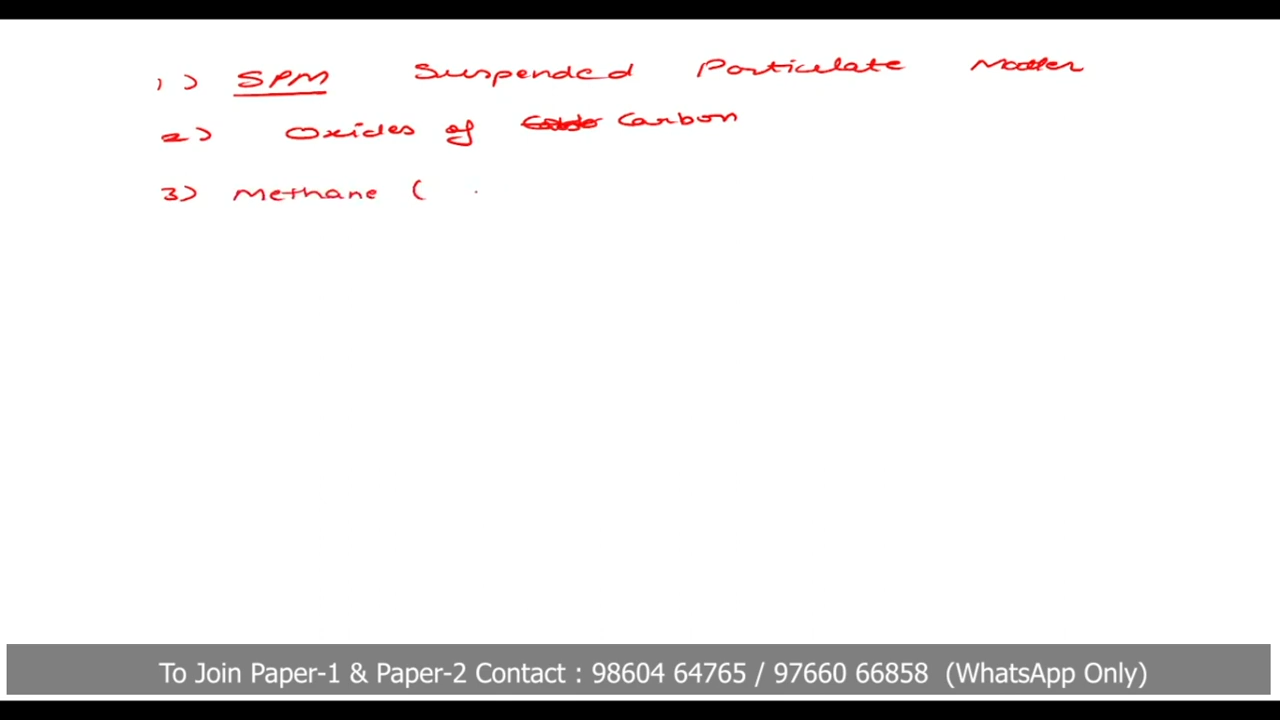 1) SPM Suspended Particulate Matter
2) Oxides of Carbon
3) Methane (
To Join Paper-1 & Paper-2 Contact : 98604 64765 / 97660 66858 (WhatsApp Only)